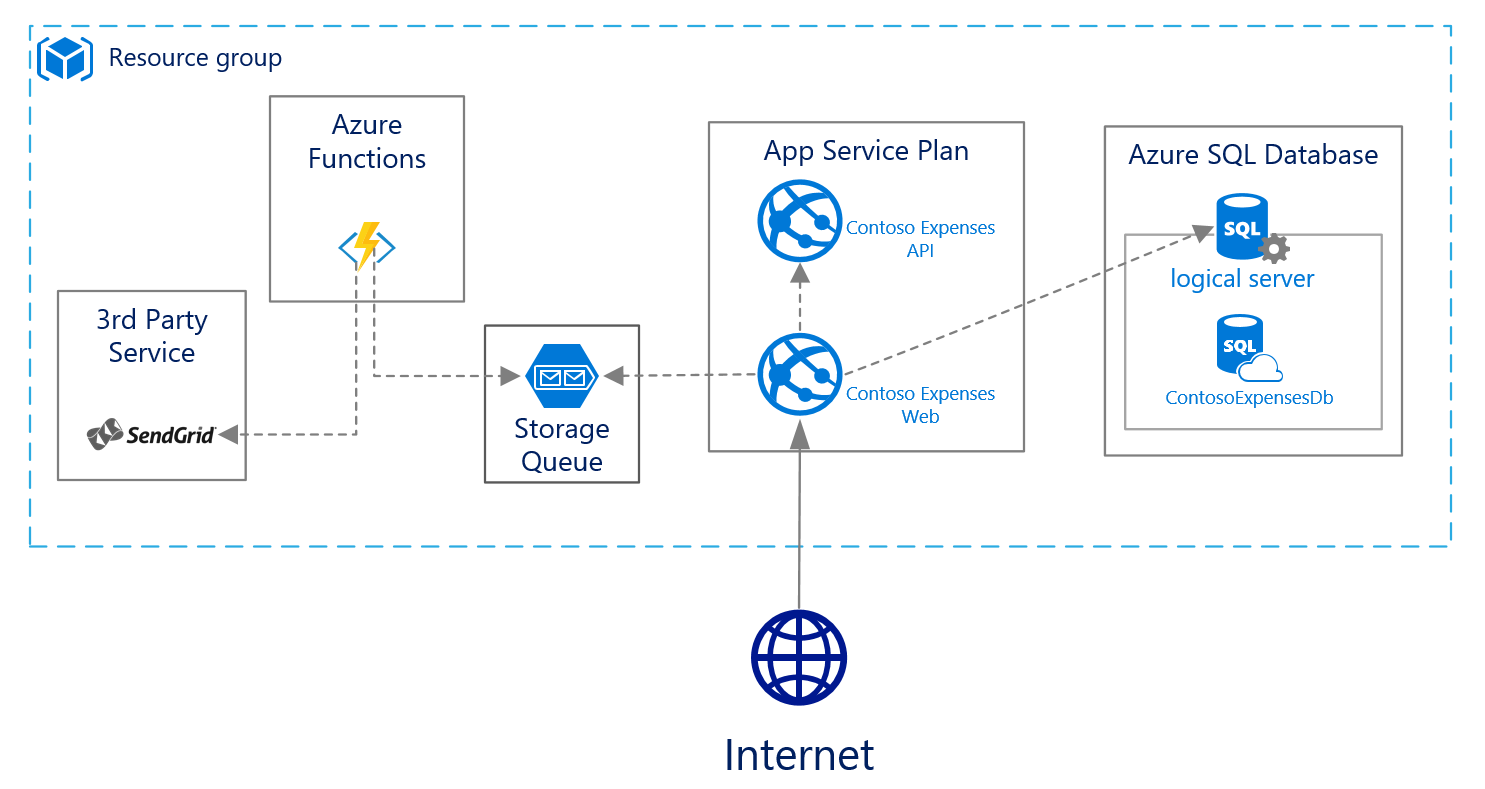 Resource group
Azure
Functions
3rd Party
Service
SendGrid
Storage
Queue
App Service Plan
Contoso Expenses
API
Contoso Expenses
Web
Azure SQL Database
SQL
logical server
SQL
ContosoExpensesDb
Internet